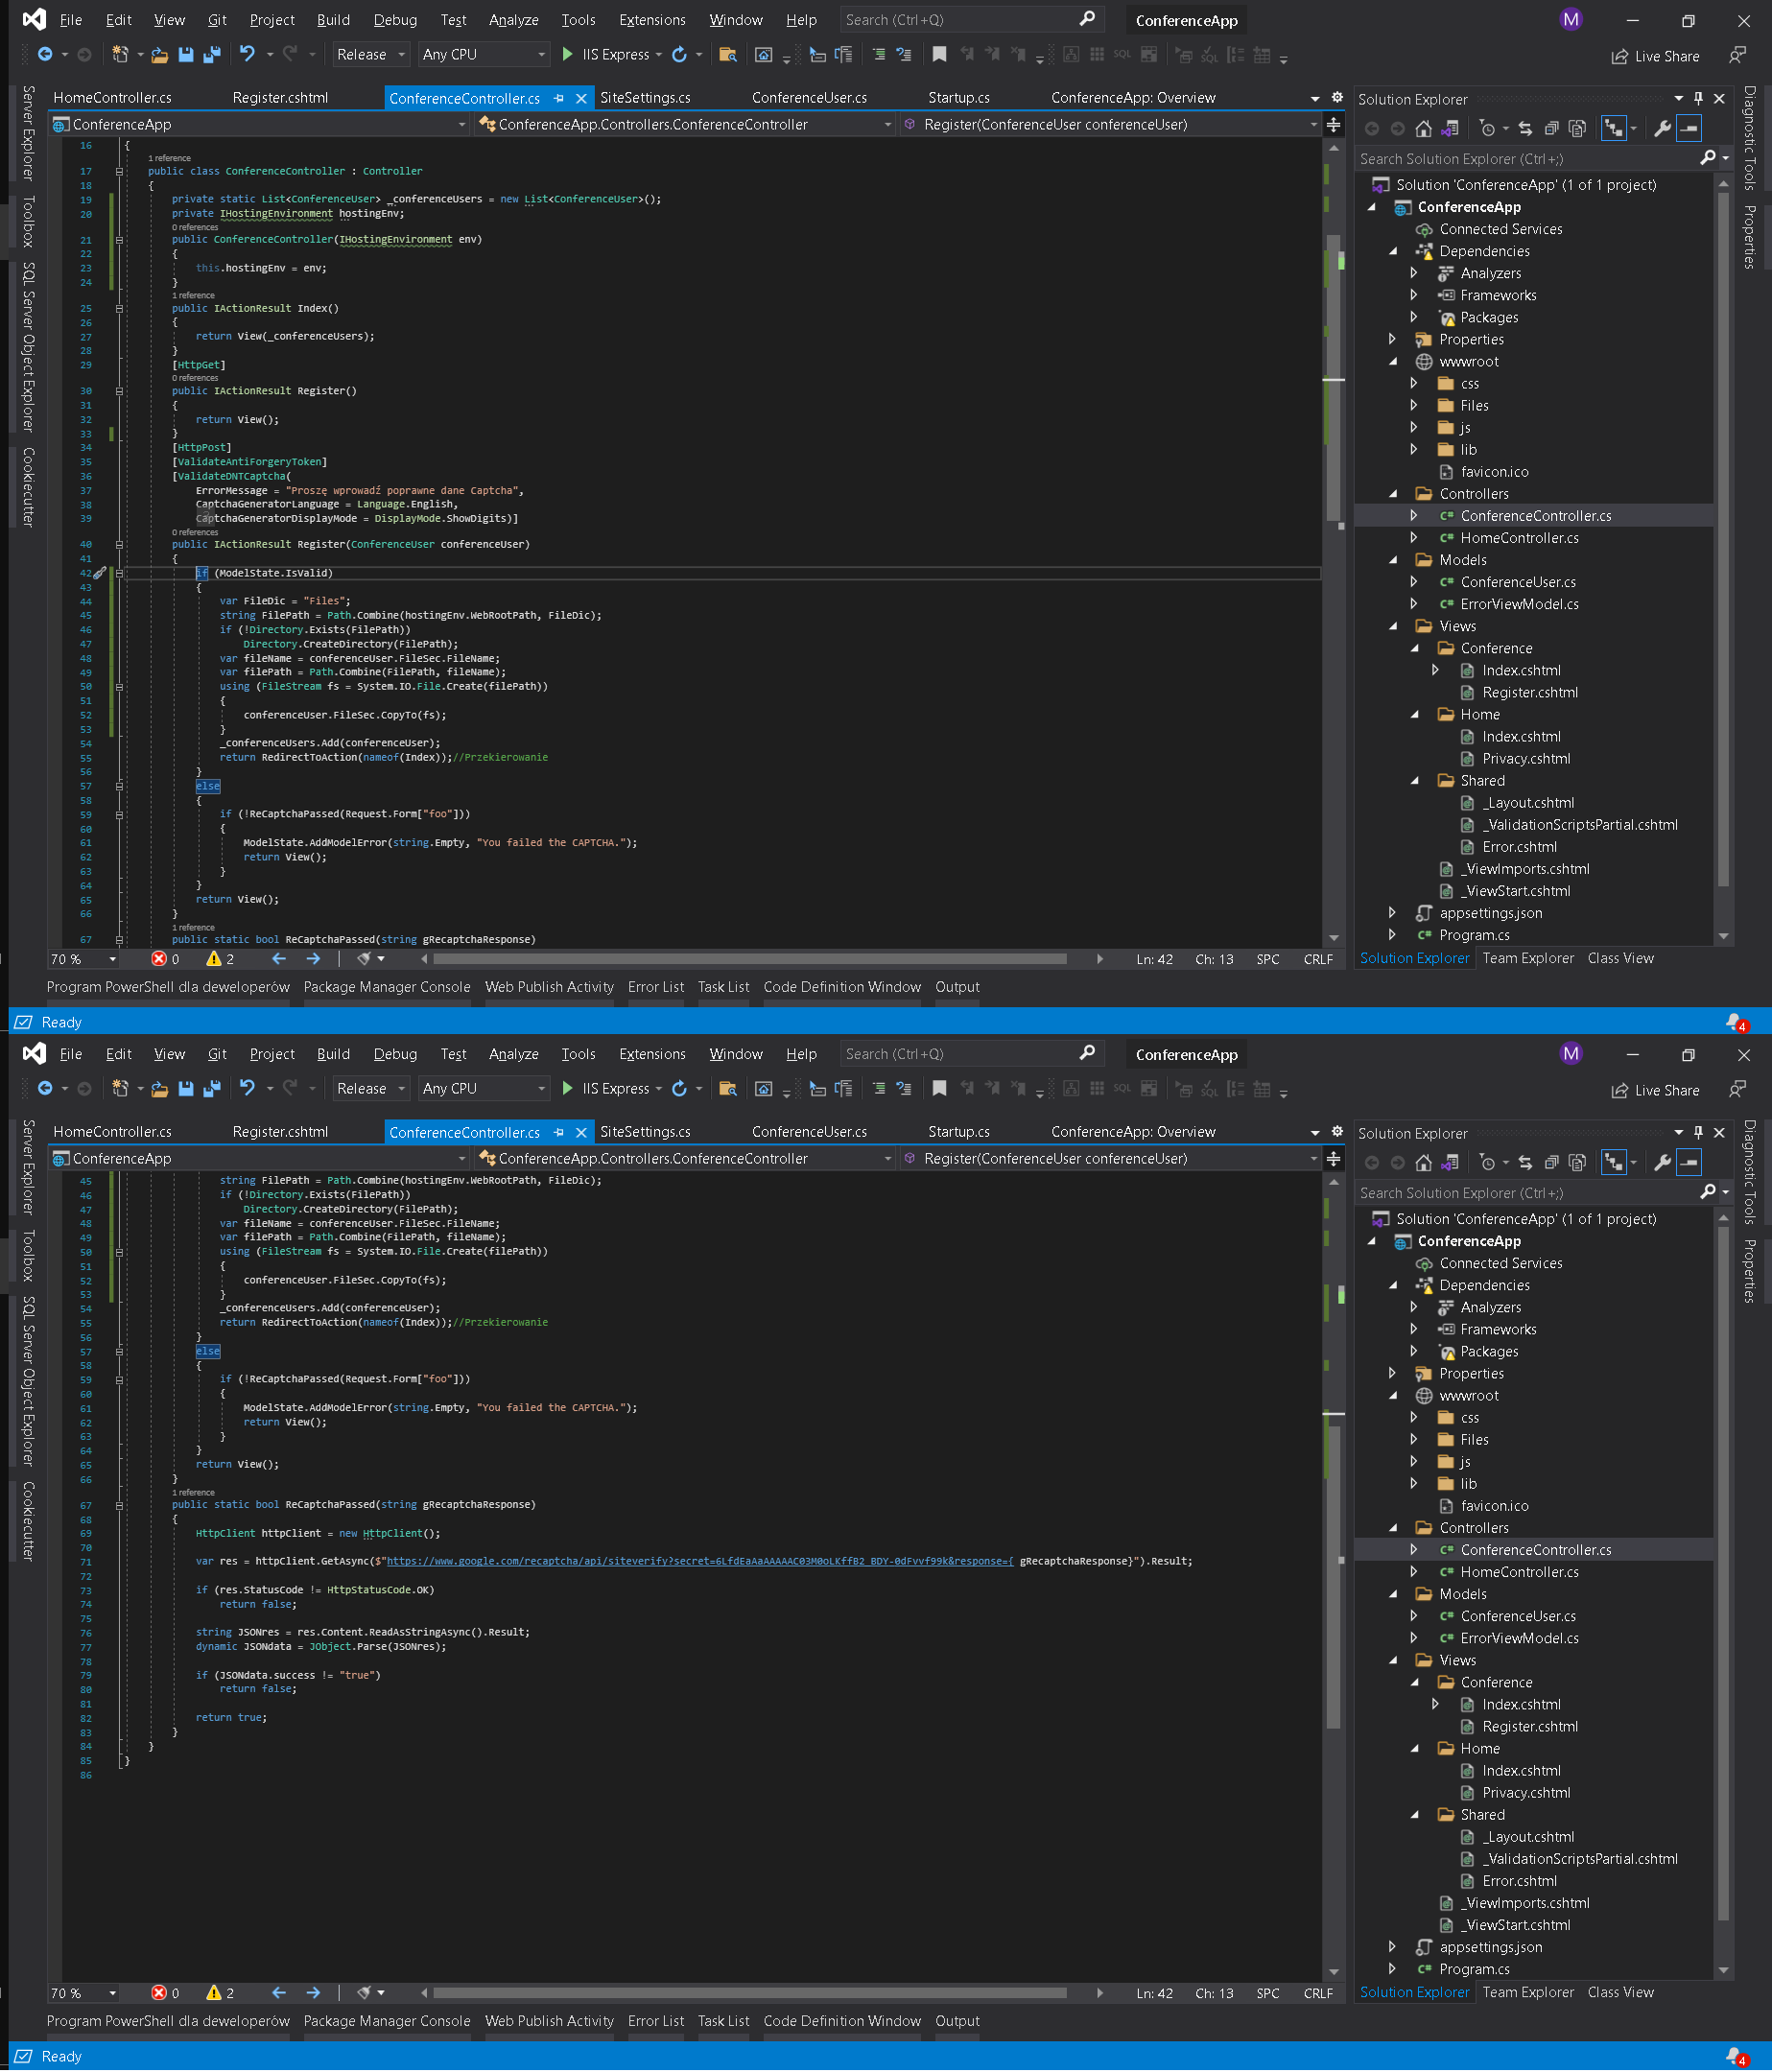 File Edit View Git Project Build Debug Test Analyze Tools Extensions Window Help Search (Ctrl+Q) ConferenceApp M
Release Any CPU IIS Express Live Share
HomeController.cs Register.cshtml ConferenceController.cs SiteSettings.cs ConferenceUser.cs Startup.cs ConferenceApp: Overview
ConferenceApp ConferenceApp.Controllers.ConferenceController Register(ConferenceUser conferenceUser)
Server Explorer
Toolbox
SQL Server Object Explorer
Cookiecutter
16 {
1 reference
17 public class ConferenceController : Controller
18 {
19 private static List<ConferenceUser> _conferenceUsers = new List<ConferenceUser>();
20 private IHostingEnvironment hostingEnv;
0 references
21 public ConferenceController(IHostingEnvironment env)
22 {
23 this.hostingEnv = env;
24 }
1 reference
25 public IActionResult Index()
26 {
27 return View(_conferenceUsers);
28 }
29 [HttpGet]
0 references
30 public IActionResult Register()
31 {
32 return View();
33 }
34 [HttpPost]
35 [ValidateAntiForgeryToken]
36 [ValidateDNTCaptcha(
37 ErrorMessage = "Proszę wprowadź poprawne dane Captcha",
38 CaptchaGeneratorLanguage = Language.English,
39 CaptchaGeneratorDisplayMode = DisplayMode.ShowDigits)]
0 references
40 public IActionResult Register(ConferenceUser conferenceUser)
41 {
42 if (ModelState.IsValid)
43 {
44 var FileDic = "Files";
45 string FilePath = Path.Combine(hostingEnv.WebRootPath, FileDic);
46 if (!Directory.Exists(FilePath))
47 Directory.CreateDirectory(FilePath);
48 var fileName = conferenceUser.FileSec.FileName;
49 var filePath = Path.Combine(FilePath, fileName);
50 using (FileStream fs = System.IO.File.Create(filePath))
51 {
52 conferenceUser.FileSec.CopyTo(fs);
53 }
54 _conferenceUsers.Add(conferenceUser);
55 return RedirectToAction(nameof(Index));//Przekierowanie
56 }
57 else
58 {
59 if (!ReCaptchaPassed(Request.Form["foo"]))
60 {
61 ModelState.AddModelError(string.Empty, "You failed the CAPTCHA.");
62 return View();
63 }
64 }
65 return View();
66 }
1 reference
67 public static bool ReCaptchaPassed(string gRecaptchaResponse)
70 % 0 2 Ln: 42 Ch: 13 SPC CRLF
Program PowerShell dla deweloperów Package Manager Console Web Publish Activity Error List Task List Code Definition Window Output
Solution Explorer
Search Solution Explorer (Ctrl+;)
Solution 'ConferenceApp' (1 of 1 project)
ConferenceApp
Connected Services
Dependencies
Analyzers
Frameworks
Packages
Properties
wwwroot
css
Files
js
lib
favicon.ico
Controllers
ConferenceController.cs
HomeController.cs
Models
ConferenceUser.cs
ErrorViewModel.cs
Views
Conference
Index.cshtml
Register.cshtml
Home
Index.cshtml
Privacy.cshtml
Shared
_Layout.cshtml
_ValidationScriptsPartial.cshtml
Error.cshtml
_ViewImports.cshtml
_ViewStart.cshtml
appsettings.json
Program.cs
Solution Explorer Team Explorer Class View
Diagnostic Tools
Properties
Ready 4
File Edit View Git Project Build Debug Test Analyze Tools Extensions Window Help Search (Ctrl+Q) ConferenceApp M
Release Any CPU IIS Express Live Share
HomeController.cs Register.cshtml ConferenceController.cs SiteSettings.cs ConferenceUser.cs Startup.cs ConferenceApp: Overview
ConferenceApp ConferenceApp.Controllers.ConferenceController Register(ConferenceUser conferenceUser)
Server Explorer
Toolbox
SQL Server Object Explorer
Cookiecutter
45 string FilePath = Path.Combine(hostingEnv.WebRootPath, FileDic);
46 if (!Directory.Exists(FilePath))
47 Directory.CreateDirectory(FilePath);
48 var fileName = conferenceUser.FileSec.FileName;
49 var filePath = Path.Combine(FilePath, fileName);
50 using (FileStream fs = System.IO.File.Create(filePath))
51 {
52 conferenceUser.FileSec.CopyTo(fs);
53 }
54 _conferenceUsers.Add(conferenceUser);
55 return RedirectToAction(nameof(Index));//Przekierowanie
56 }
57 else
58 {
59 if (!ReCaptchaPassed(Request.Form["foo"]))
60 {
61 ModelState.AddModelError(string.Empty, "You failed the CAPTCHA.");
62 return View();
63 }
64 }
65 return View();
66 }
1 reference
67 public static bool ReCaptchaPassed(string gRecaptchaResponse)
68 {
69 HttpClient httpClient = new HttpClient();
70
71 var res = httpClient.GetAsync($"https://www.google.com/recaptcha/api/siteverify?secret=6LfdEaAaAAAAAC03M0oLKffB2_BDY-0dFvvf99k&response={ gRecaptchaResponse}").Result;
72
73 if (res.StatusCode != HttpStatusCode.OK)
74 return false;
75
76 string JSONres = res.Content.ReadAsStringAsync().Result;
77 dynamic JSONdata = JObject.Parse(JSONres);
78
79 if (JSONdata.success != "true")
80 return false;
81
82 return true;
83 }
84 }
85 }
86
70 % 0 2 Ln: 42 Ch: 13 SPC CRLF
Program PowerShell dla deweloperów Package Manager Console Web Publish Activity Error List Task List Code Definition Window Output
Solution Explorer
Search Solution Explorer (Ctrl+;)
Solution 'ConferenceApp' (1 of 1 project)
ConferenceApp
Connected Services
Dependencies
Analyzers
Frameworks
Packages
Properties
wwwroot
css
Files
js
lib
favicon.ico
Controllers
ConferenceController.cs
HomeController.cs
Models
ConferenceUser.cs
ErrorViewModel.cs
Views
Conference
Index.cshtml
Register.cshtml
Home
Index.cshtml
Privacy.cshtml
Shared
_Layout.cshtml
_ValidationScriptsPartial.cshtml
Error.cshtml
_ViewImports.cshtml
_ViewStart.cshtml
appsettings.json
Program.cs
Solution Explorer Team Explorer Class View
Diagnostic Tools
Properties
Ready 4